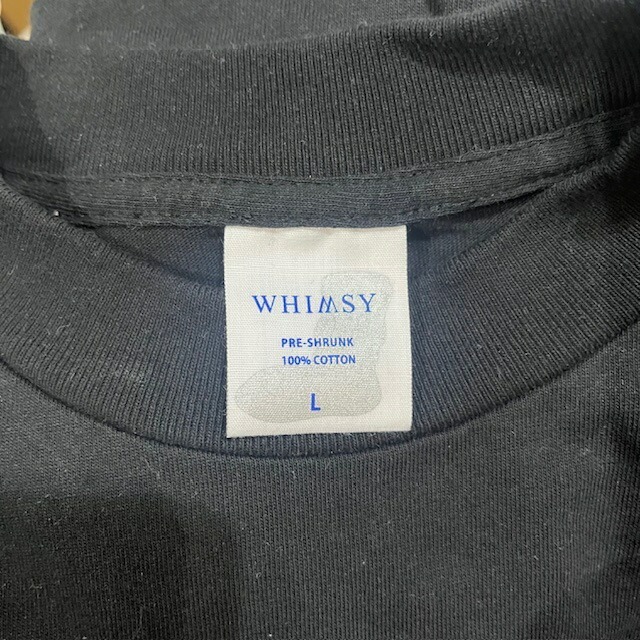 WHIMSY
PRE-SHRUNK
100% COTTON
L